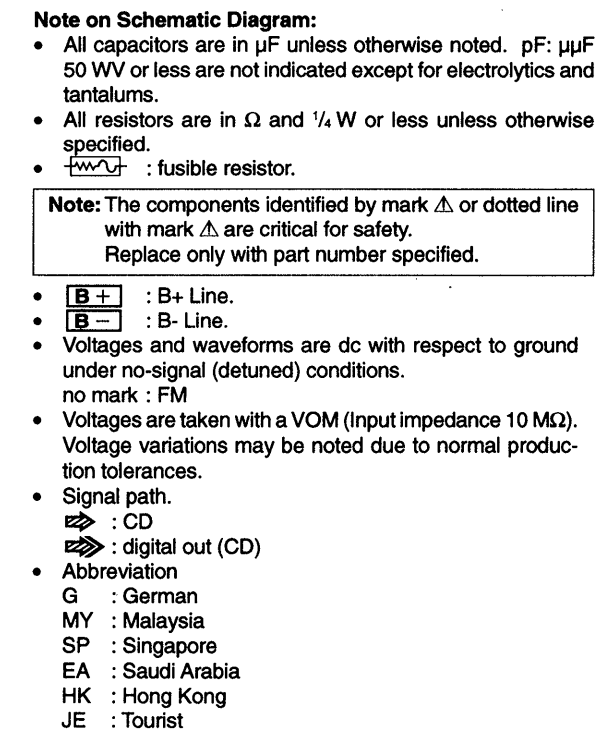 Note on Schematic Diagram:
• All capacitors are in µF unless otherwise noted. pF: µµF
50 WV or less are not indicated except for electrolytics and
tantalums.
• All resistors are in Ω and 1/4 W or less unless otherwise
specified.
• : fusible resistor.
Note: The components identified by mark ⚠ or dotted line
with mark ⚠ are critical for safety.
Replace only with part number specified.
• B + : B+ Line.
• B − : B- Line.
• Voltages and waveforms are dc with respect to ground
under no-signal (detuned) conditions.
no mark : FM
• Voltages are taken with a VOM (Input impedance 10 MΩ).
Voltage variations may be noted due to normal produc-
tion tolerances.
• Signal path.
: CD
: digital out (CD)
• Abbreviation
G : German
MY : Malaysia
SP : Singapore
EA : Saudi Arabia
HK : Hong Kong
JE : Tourist